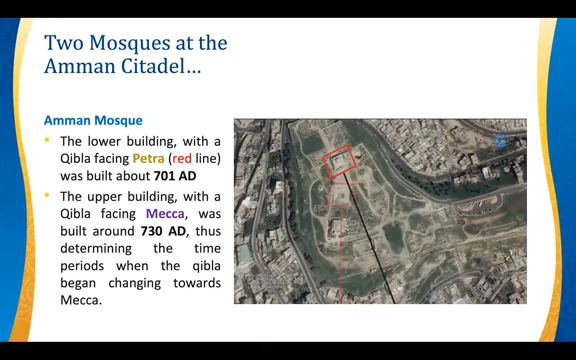 Two Mosques at the
Amman Citadel…
Amman Mosque
• The lower building, with a
Qibla facing Petra (red line)
was built about 701 AD
• The upper building, with a
Qibla facing Mecca, was
built around 730 AD, thus
determining the time
periods when the qibla
began changing towards
Mecca.